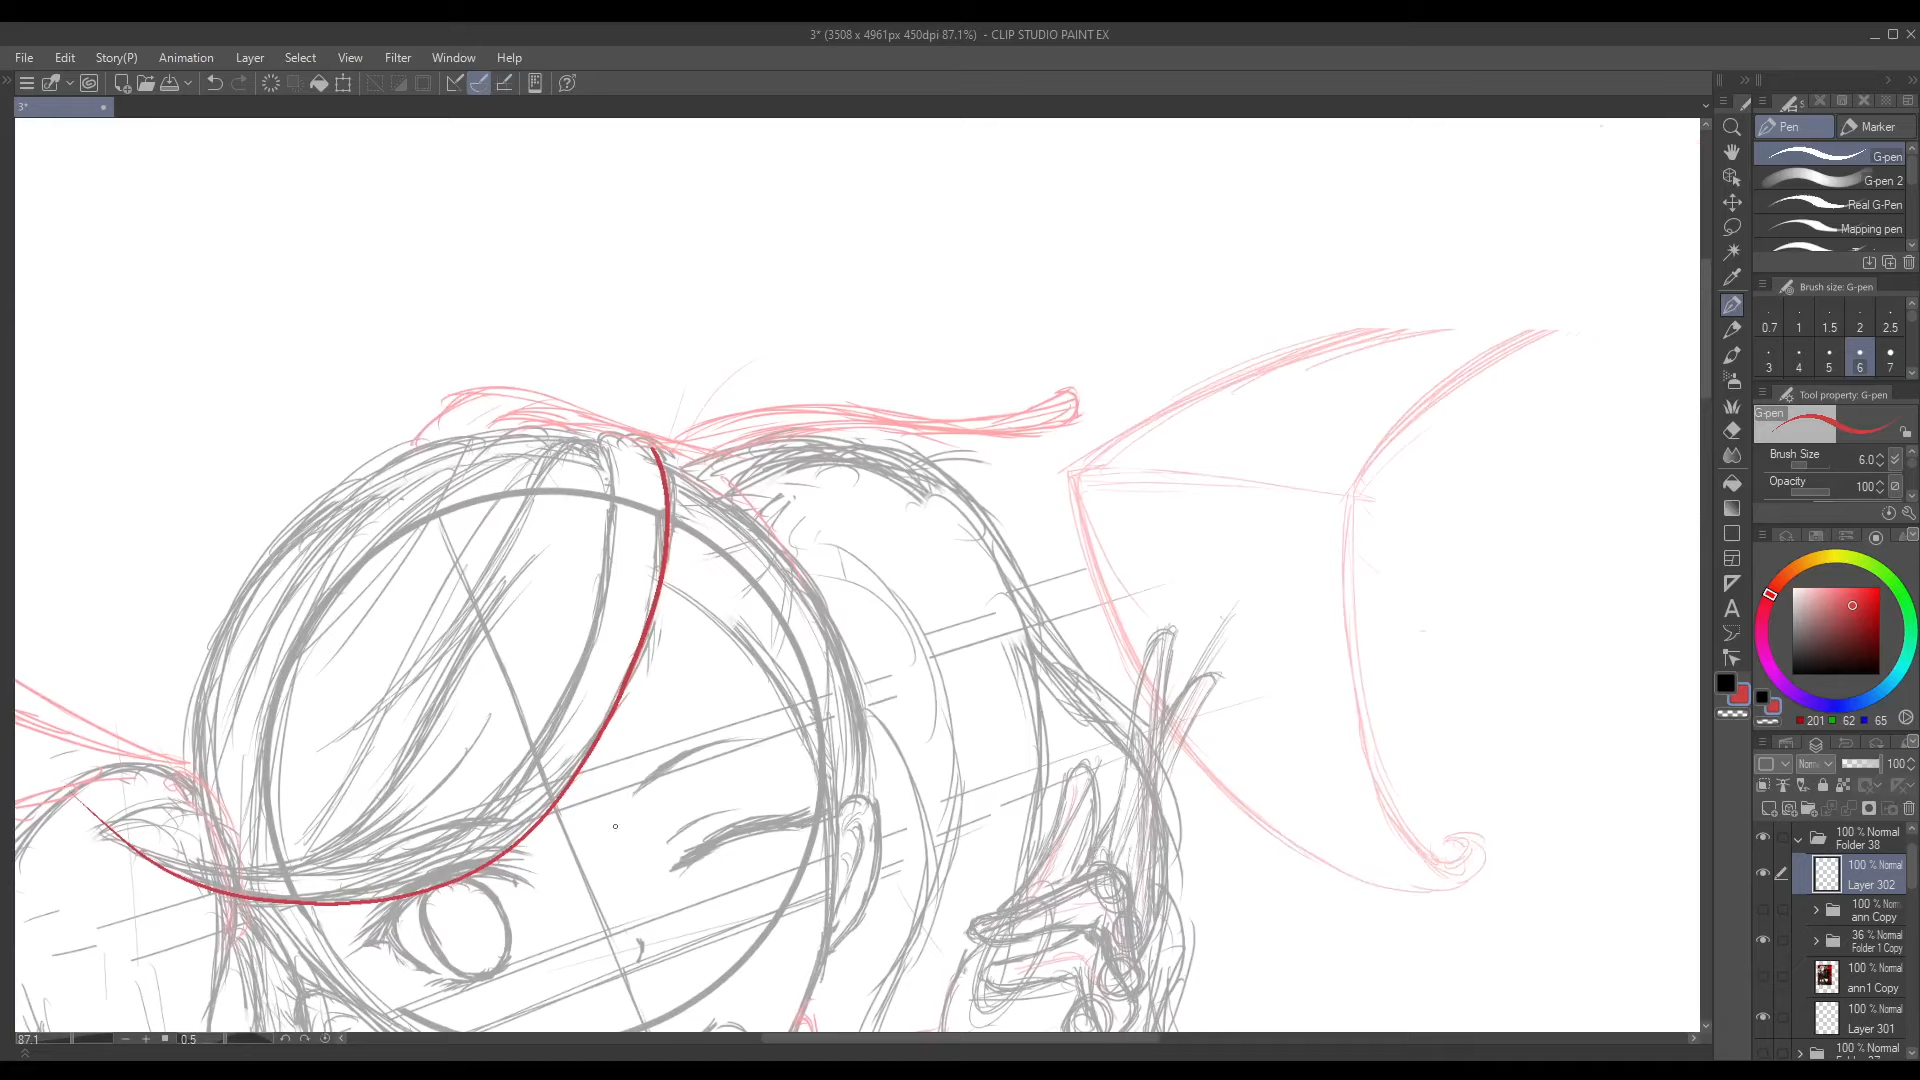 3* (3508 x 4961px 450dpi 87.1%) - CLIP STUDIO PAINT EX
File Edit Story(P) Animation Layer Select View Filter Window Help
3*
Pen Marker
G-pen
G-pen 2
Real G-Pen
Mapping pen
Brush size: G-pen
0.7 1 1.5 2 2.5
3 4 5 6 7
Tool property: G-pen
G-pen
Brush Size 6.0
Opacity 100
201 62 65
Norm 100
100 % Normal
Folder 38
100 % Normal
Layer 302
100 % Norm
ann Copy
36 % Normal
Folder 1 Copy
100 % Normal
ann1 Copy
100 % Normal
Layer 301
100 % Normal
87.1 0.5